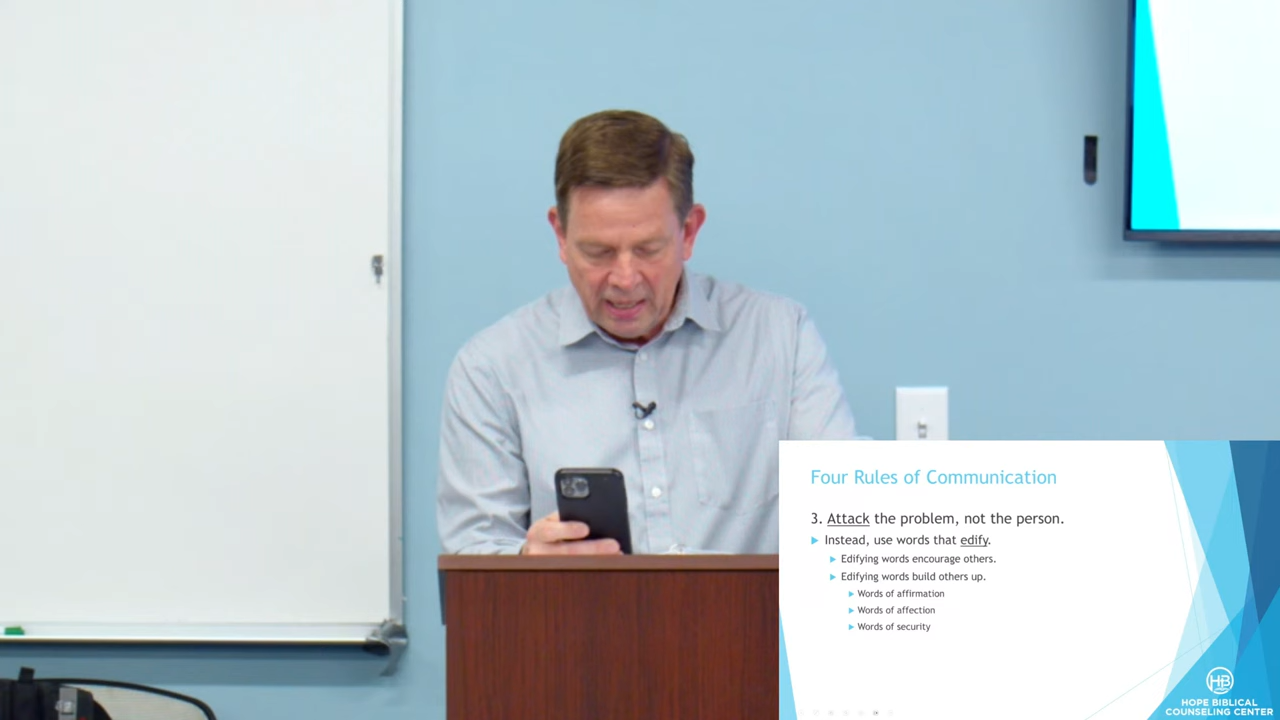 Four Rules of Communication
3. Attack the problem, not the person.
Instead, use words that edify.
Edifying words encourage others.
Edifying words build others up.
Words of affirmation
Words of affection
Words of security
HB
HOPE BIBLICAL
COUNSELING CENTER